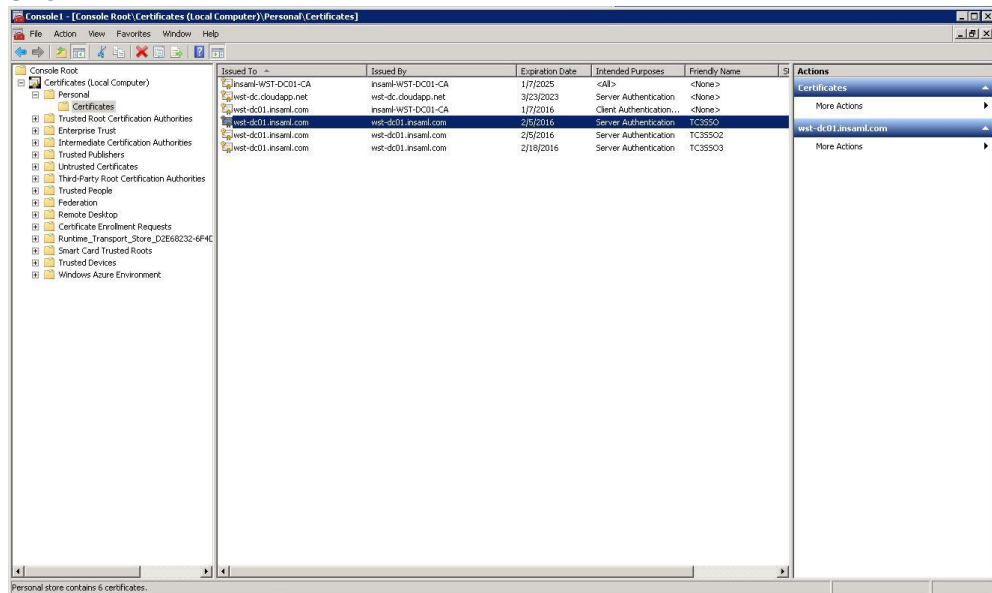 Console1 - [Console Root\Certificates (Local Computer)\Personal\Certificates]
File Action View Favorites Window Help
Console Root
Certificates (Local Computer)
Personal
Certificates
Trusted Root Certification Authorities
Enterprise Trust
Intermediate Certification Authorities
Trusted Publishers
Untrusted Certificates
Third-Party Root Certification Authorities
Trusted People
Federation
Remote Desktop
Certificate Enrollment Requests
Runtime_Transport_Store_D2E68232-6F4D
Smart Card Trusted Roots
Trusted Devices
Windows Azure Environment
Issued To Issued By Expiration Date Intended Purposes Friendly Name S
insaml-WST-DC01-CA insaml-WST-DC01-CA 1/7/2025 <All> <None>
wst-dc.cloudapp.net wst-dc.cloudapp.net 3/23/2023 Server Authentication <None>
wst-dc01.insaml.com insaml-WST-DC01-CA 1/7/2016 Client Authentication... <None>
wst-dc01.insaml.com wst-dc01.insaml.com 2/5/2016 Server Authentication TC3SSO
wst-dc01.insaml.com wst-dc01.insaml.com 2/5/2016 Server Authentication TC3SSO2
wst-dc01.insaml.com wst-dc01.insaml.com 2/18/2016 Server Authentication TC3SSO3
Actions
Certificates
More Actions
wst-dc01.insaml.com
More Actions
Personal store contains 6 certificates.